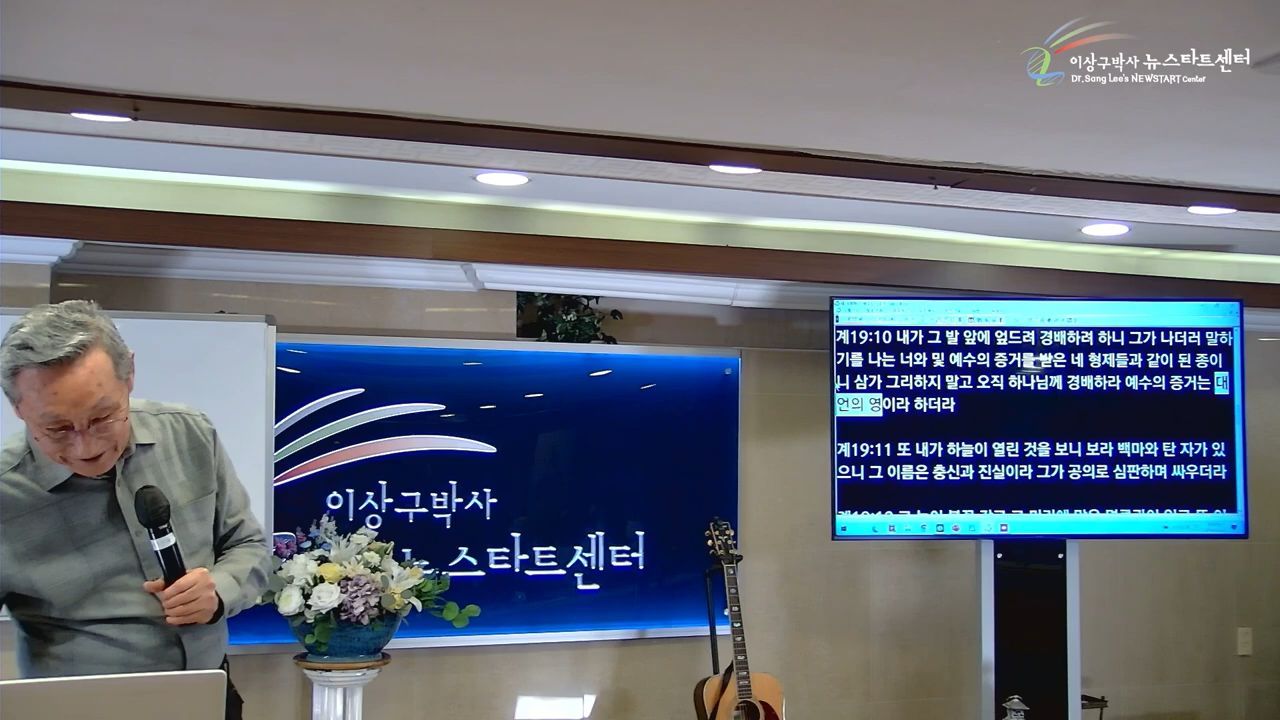 이상구박사 뉴스타트센터
Dr. Sang Lee's NEWSTART Center
계19:10 내가 그 발 앞에 엎드려 경배하려 하니 그가 나더러 말하
기를 나는 너와 및 예수의 증거를 받은 네 형제들과 같이 된 종이
니 삼가 그리하지 말고 오직 하나님께 경배하라 예수의 증거는 대
언의 영이라 하더라
계19:11 또 내가 하늘이 열린 것을 보니 보라 백마와 탄 자가 있
으니 그 이름은 충신과 진실이라 그가 공의로 심판하며 싸우더라
이상구박사
뉴스타트센터